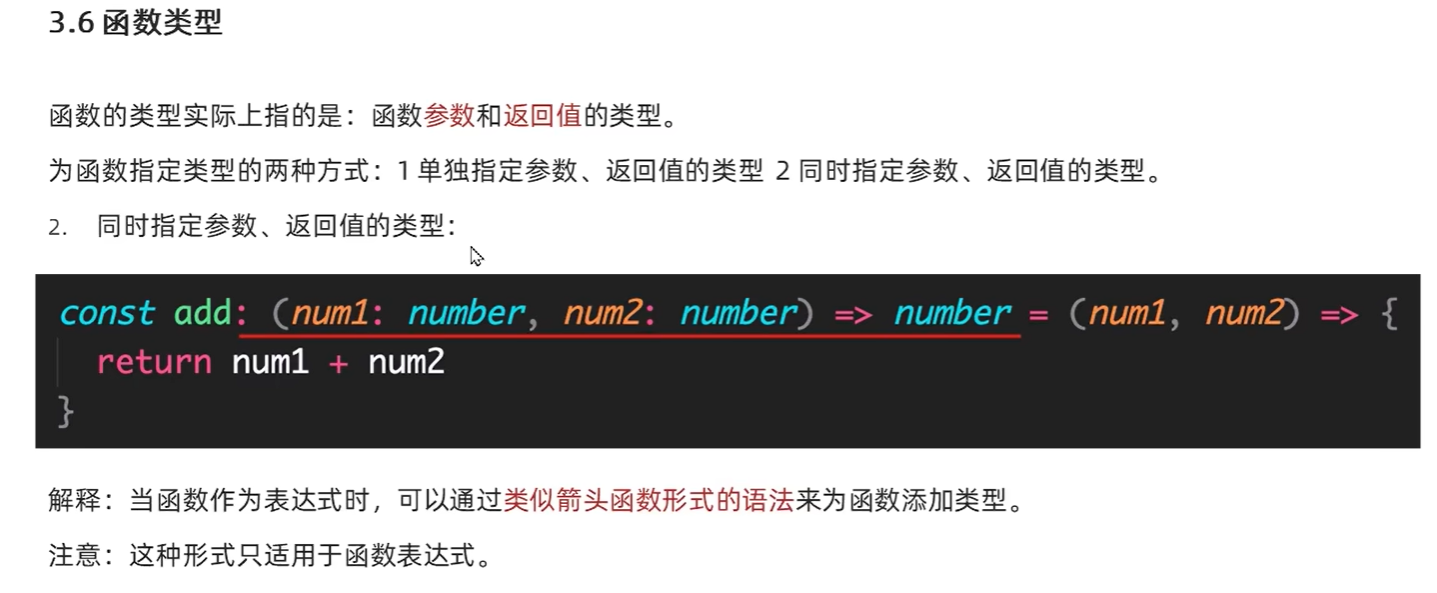 3.6 函数类型
函数的类型实际上指的是：函数参数和返回值的类型。
为函数指定类型的两种方式：1 单独指定参数、返回值的类型 2 同时指定参数、返回值的类型。
2. 同时指定参数、返回值的类型：
const add: (num1: number, num2: number) => number = (num1, num2) => {
return num1 + num2
}
解释：当函数作为表达式时，可以通过类似箭头函数形式的语法来为函数添加类型。
注意：这种形式只适用于函数表达式。